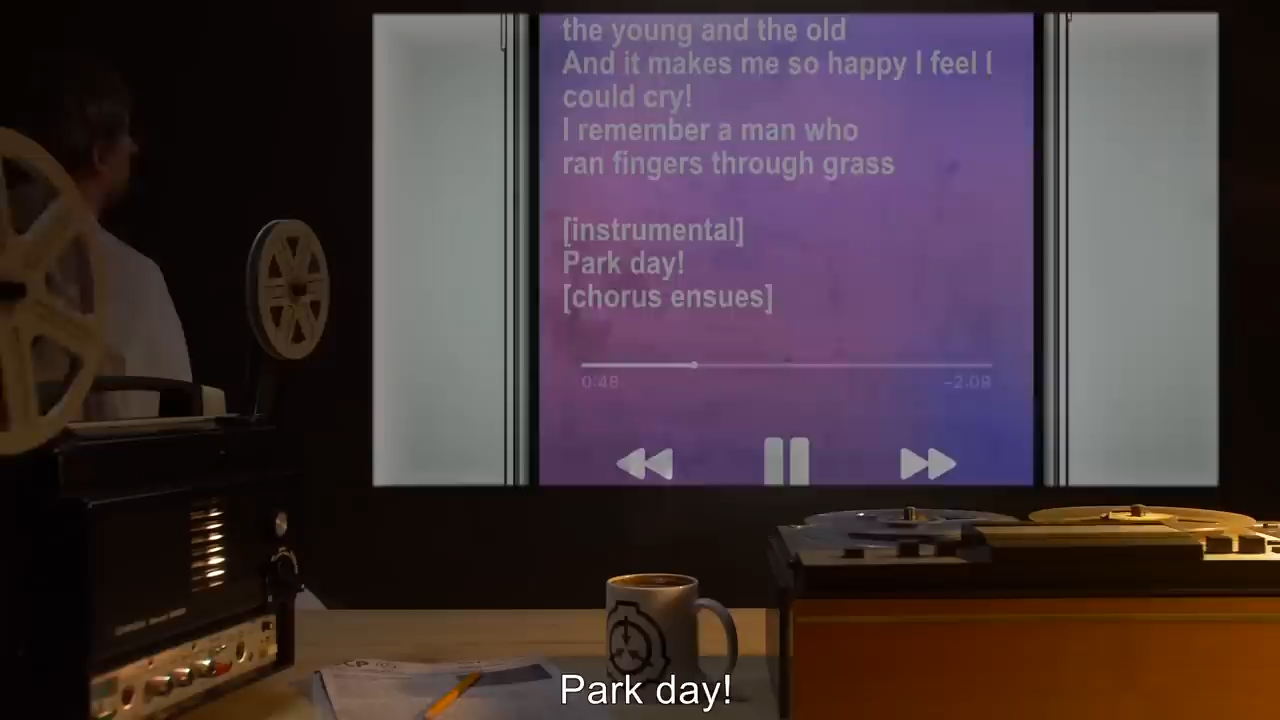 the young and the old
And it makes me so happy I feel I
could cry!
I remember a man who
ran fingers through grass
[instrumental]
Park day!
[chorus ensues]
0:48
-2:08
Park day!